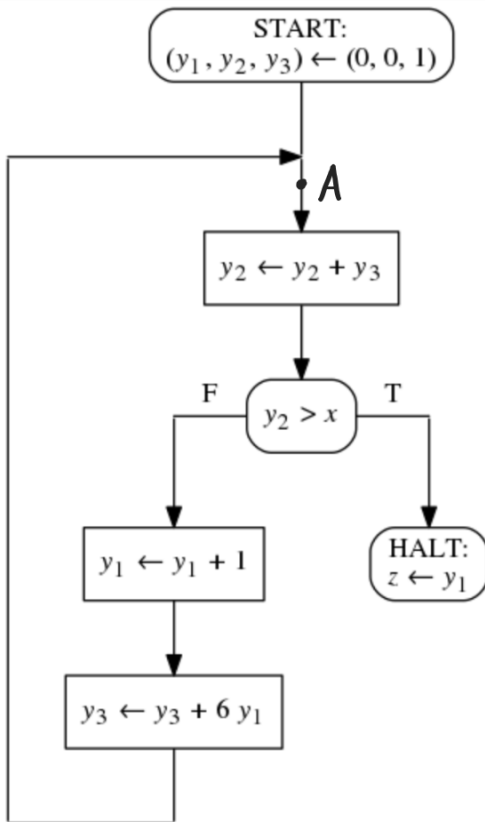 START:
(y₁, y₂, y₃) ← (0, 0, 1)
A
y₂ ← y₂ + y₃
F
T
y₂ > x
y₁ ← y₁ + 1
HALT:
z ← y₁
y₃ ← y₃ + 6 y₁